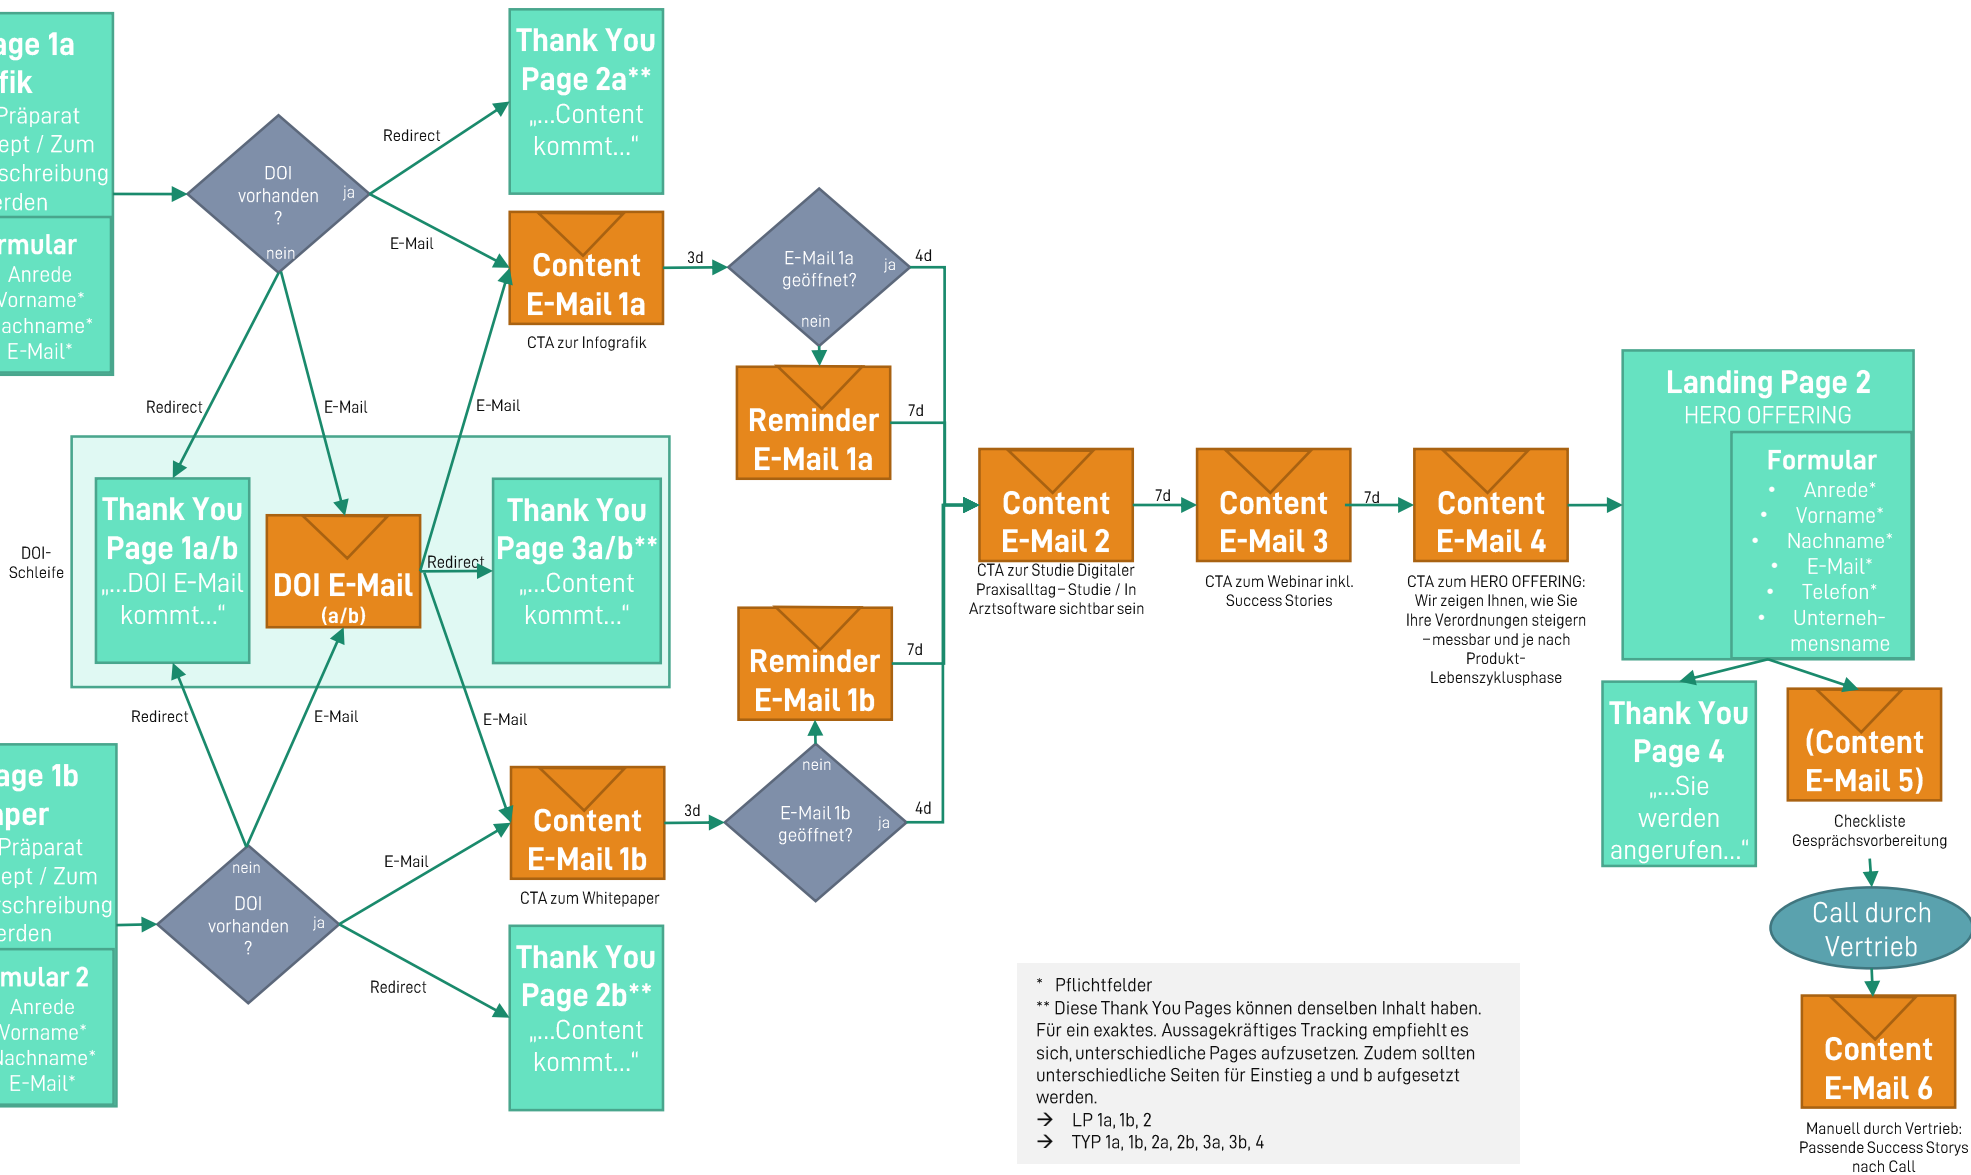 age 1a
fik
Präparat
ept / Zum
schreibung
erden
rmular
Anrede
Vorname*
achname*
E-Mail*
DOI
vorhanden
?
ja
nein
Redirect
E-Mail
Thank You
Page 2a**
„...Content
kommt...“
Content
E-Mail 1a
CTA zur Infografik
3d
E-Mail 1a
geöffnet?
ja
nein
4d
Reminder
E-Mail 1a
7d
Redirect
E-Mail
E-Mail
DOI-
Schleife
Thank You
Page 1a/b
„...DOI E-Mail
kommt...“
DOI E-Mail
(a/b)
Redirect
Thank You
Page 3a/b**
„...Content
kommt...“
Redirect
E-Mail
E-Mail
age 1b
aper
Präparat
ept / Zum
rschreibung
erden
mular 2
Anrede
Vorname*
Nachname*
E-Mail*
nein
DOI
vorhanden
?
ja
E-Mail
Redirect
Content
E-Mail 1b
CTA zum Whitepaper
Thank You
Page 2b**
„...Content
kommt...“
3d
nein
E-Mail 1b
geöffnet?
ja
4d
Reminder
E-Mail 1b
7d
Content
E-Mail 2
CTA zur Studie Digitaler
Praxisalltag – Studie / In
Arztsoftware sichtbar sein
7d
Content
E-Mail 3
CTA zum Webinar inkl.
Success Stories
7d
Content
E-Mail 4
CTA zum HERO OFFERING:
Wir zeigen Ihnen, wie Sie
Ihre Verordnungen steigern
– messbar und je nach
Produkt-
Lebenszyklusphase
Landing Page 2
HERO OFFERING
Formular
• Anrede*
• Vorname*
• Nachname*
• E-Mail*
• Telefon*
• Unterneh-
mensname
Thank You
Page 4
„...Sie
werden
angerufen...“
(Content
E-Mail 5)
Checkliste
Gesprächsvorbereitung
Call durch
Vertrieb
Content
E-Mail 6
Manuell durch Vertrieb:
Passende Success Storys
nach Call
* Pflichtfelder
** Diese Thank You Pages können denselben Inhalt haben.
Für ein exaktes. Aussagekräftiges Tracking empfiehlt es
sich, unterschiedliche Pages aufzusetzen. Zudem sollten
unterschiedliche Seiten für Einstieg a und b aufgesetzt
werden.
→ LP 1a, 1b, 2
→ TYP 1a, 1b, 2a, 2b, 3a, 3b, 4